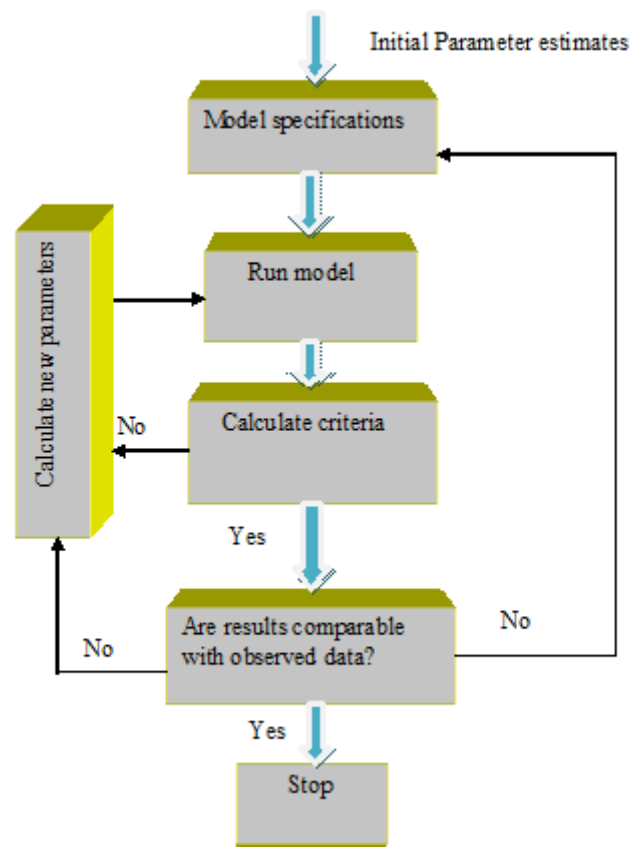 Initial Parameter estimates
Model specifications
Run model
Calculate new parameters
Calculate criteria
No
Yes
Are results comparable
with observed data?
No
No
Yes
Stop